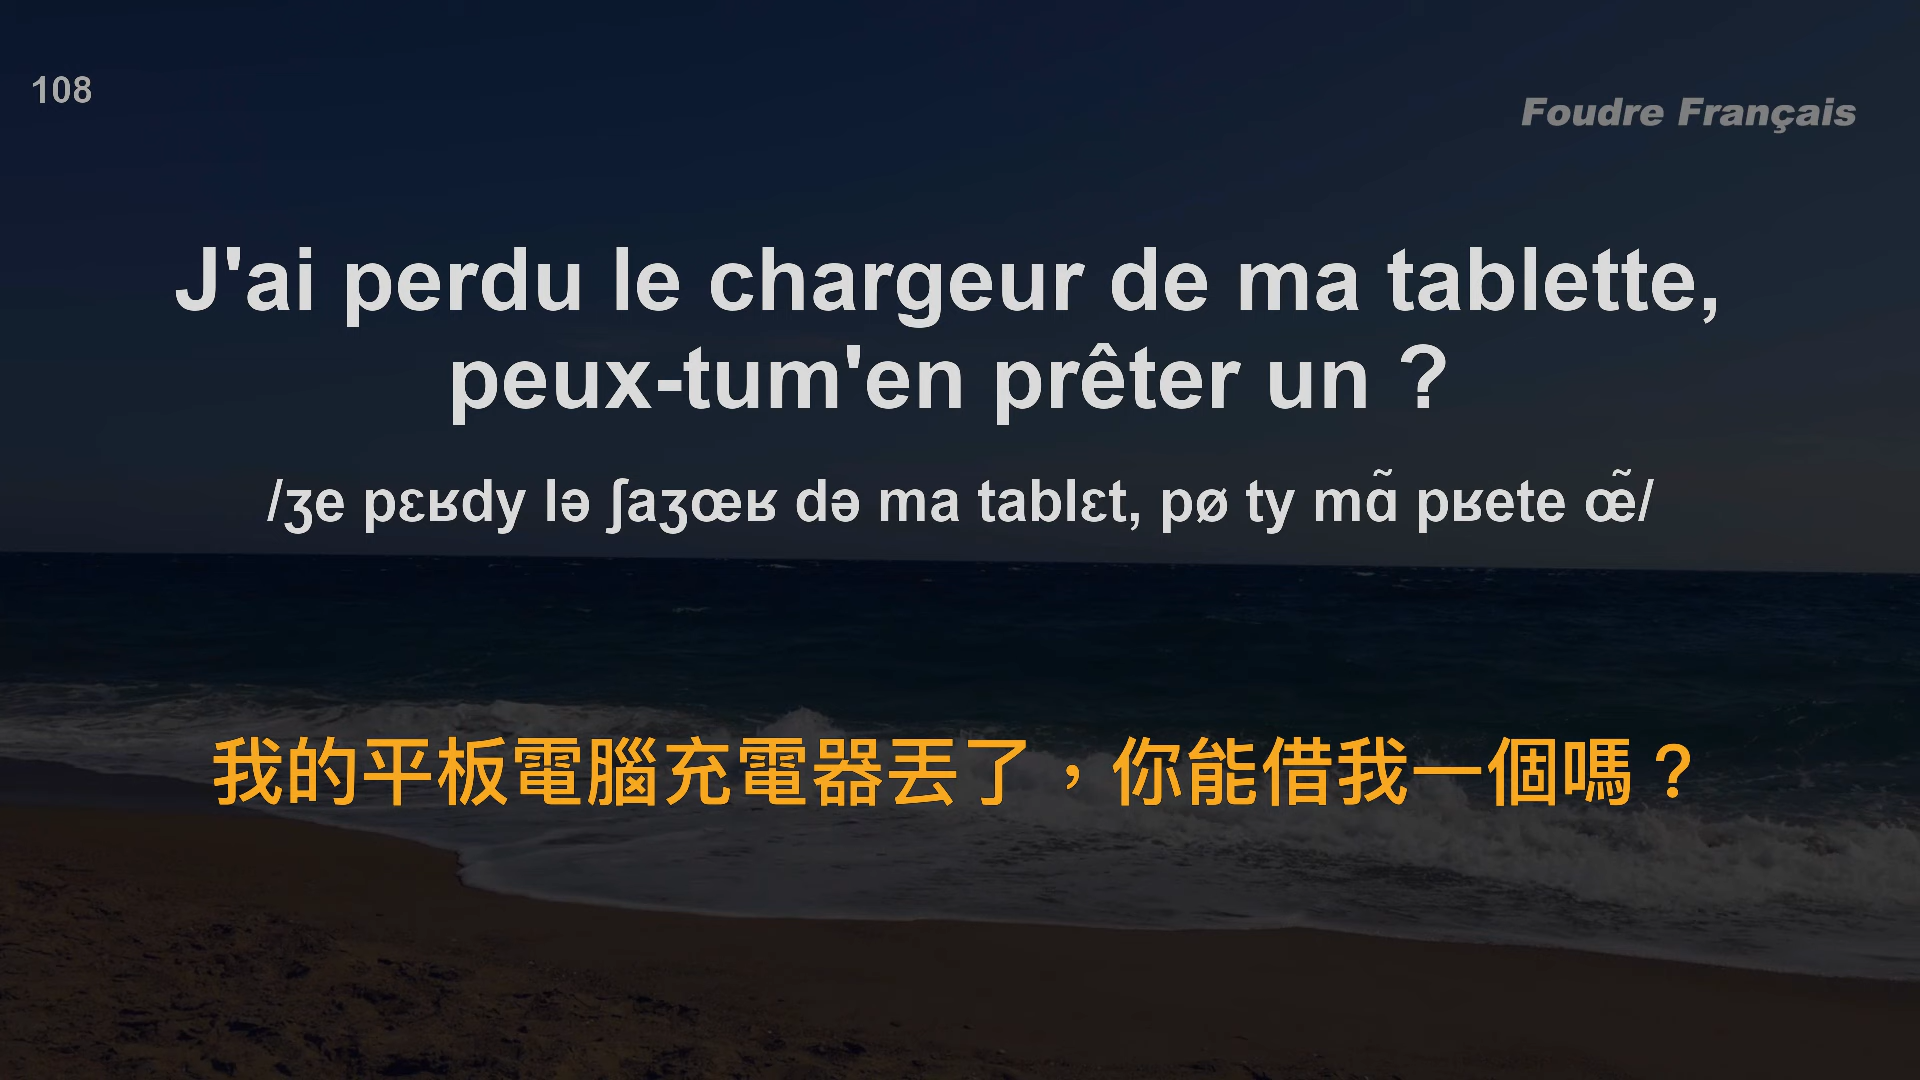 108
Foudre Français
J'ai perdu le chargeur de ma tablette,
peux-tum'en prêter un ?
/ʒe pɛʁdy lə ʃaʒœʁ də ma tablɛt, pø ty mɑ̃ pʁete œ̃/
我的平板電腦充電器丟了，你能借我一個嗎？